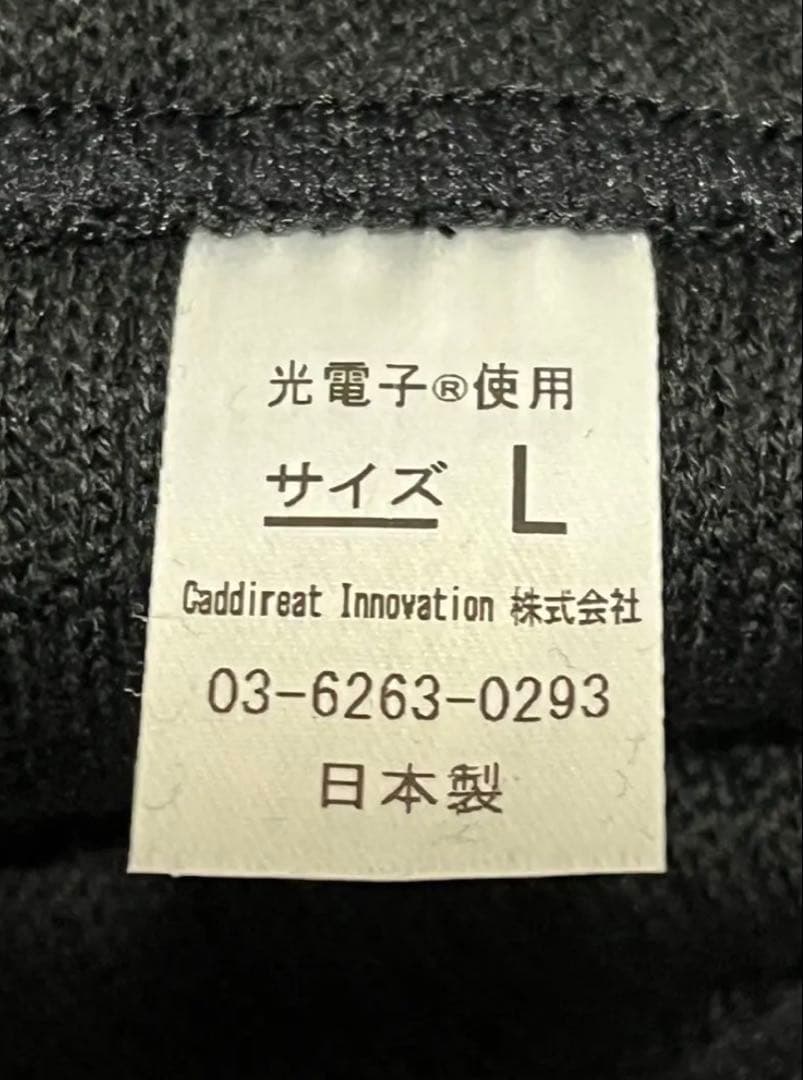 光電子®使用
サイズ L
Caddireat Innovation 株式会社
03-6263-0293
日本製